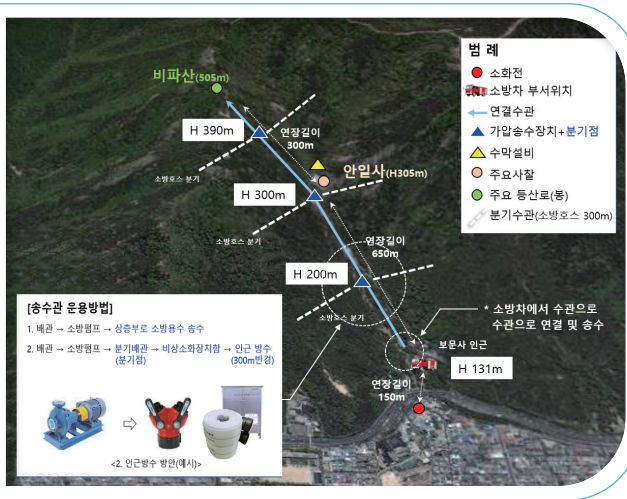 범 례
소화전
소방차 부서위치
연결수관
가압송수장치+분기점
수막설비
주요사찰
주요 등산로(봉)
분기수관(소방호스 300m)
비파산(505m)
H 390m
연장길이
300m
안일사(H305m)
소방호스 분기
H 300m
소방호스 분기
연장길이
650m
H 200m
소방호스 분기
* 소방차에서 수관으로
수관으로 연결 및 송수
보문사 인근
H 131m
연장길이
150m
[송수관 운용방법]
1. 배관 → 소방펌프 → 상층부로 소방용수 송수
2. 배관 → 소방펌프 → 분기배관 → 비상소화장치함 → 인근 방수
(분기점) (300m반경)
<2. 인근방수 방안(예시)>